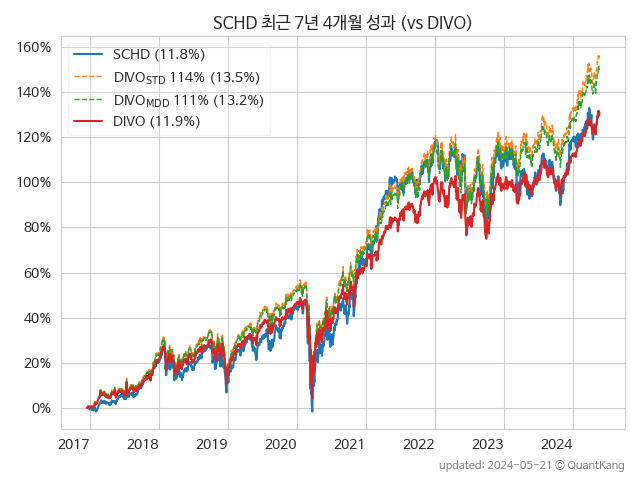 SCHD 최근 7년 4개월 성과 (vs DIVO)
160%
140%
120%
100%
80%
60%
40%
20%
0%
SCHD (11.8%)
DIVO_STD 114% (13.5%)
DIVO_MDD 111% (13.2%)
DIVO (11.9%)
2017 2018 2019 2020 2021 2022 2023 2024
updated: 2024-05-21 © QuantKang